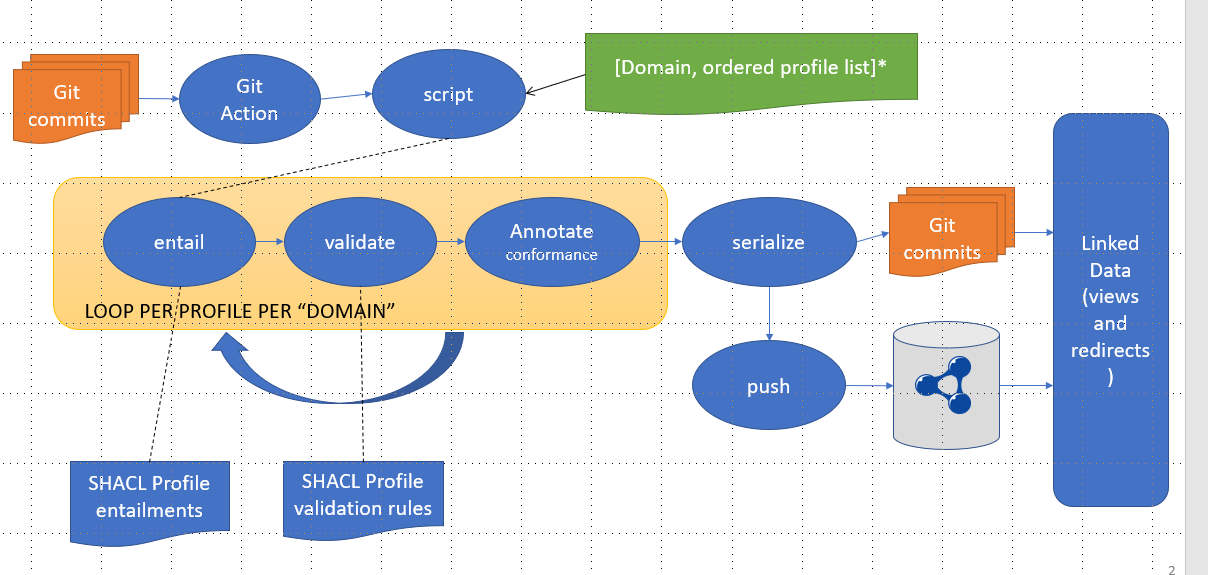 Git
commits
Git
Action
script
[Domain, ordered profile list]*
entail
validate
Annotate
conformance
serialize
Git
commits
Linked
Data
(views
and
redirects
)
LOOP PER PROFILE PER “DOMAIN”
push
SHACL Profile
entailments
SHACL Profile
validation rules
2